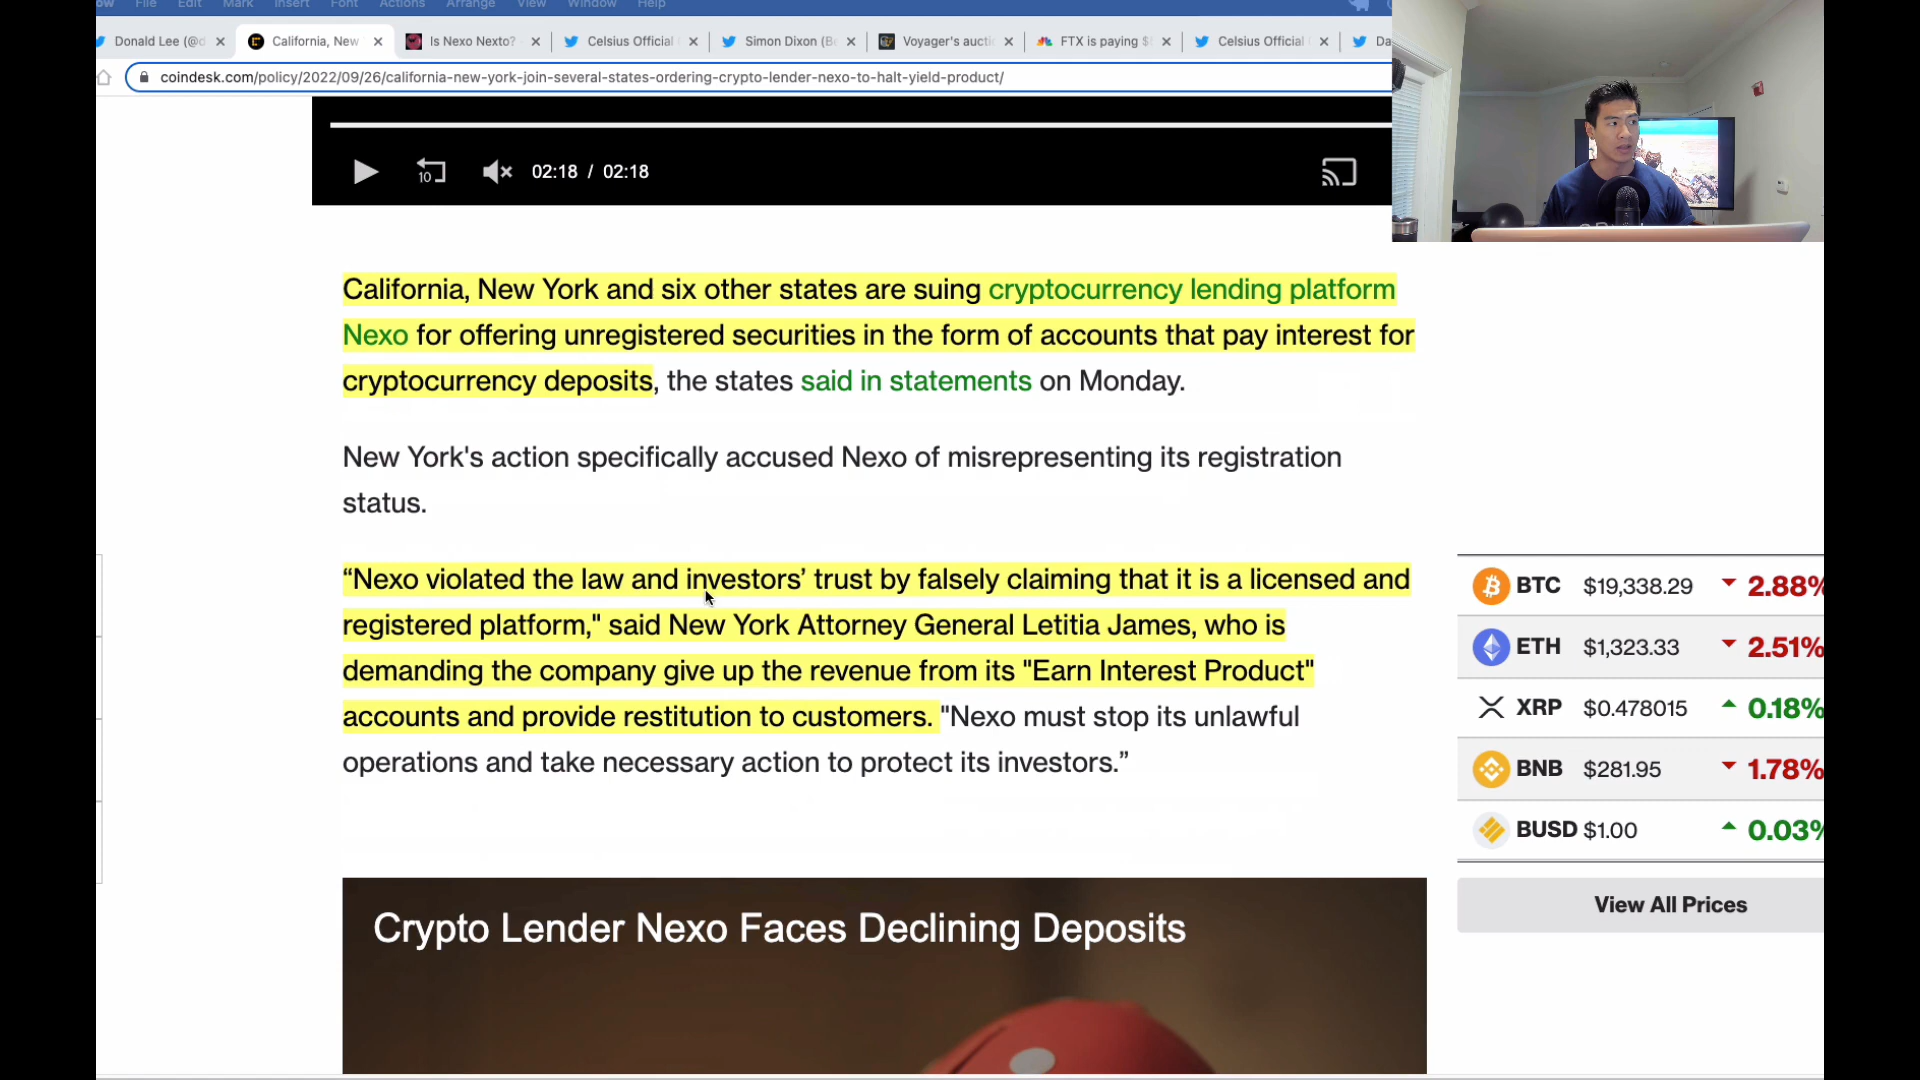 File Edit Mark Insert Font Actions Arrange View Window Help
Donald Lee (@d
California, New
Is Nexo Nexto?
Celsius Official
Simon Dixon (Be
Voyager's auctio
FTX is paying $5
Celsius Official
Da
coindesk.com/policy/2022/09/26/california-new-york-join-several-states-ordering-crypto-lender-nexo-to-halt-yield-product/
10
02:18 / 02:18
California, New York and six other states are suing cryptocurrency lending platform
Nexo for offering unregistered securities in the form of accounts that pay interest for
cryptocurrency deposits, the states said in statements on Monday.
New York's action specifically accused Nexo of misrepresenting its registration
status.
“Nexo violated the law and investors’ trust by falsely claiming that it is a licensed and
registered platform," said New York Attorney General Letitia James, who is
demanding the company give up the revenue from its "Earn Interest Product"
accounts and provide restitution to customers. "Nexo must stop its unlawful
operations and take necessary action to protect its investors.”
BTC $19,338.29 2.88%
ETH $1,323.33 2.51%
XRP $0.478015 0.18%
BNB $281.95 1.78%
BUSD $1.00 0.03%
View All Prices
Crypto Lender Nexo Faces Declining Deposits